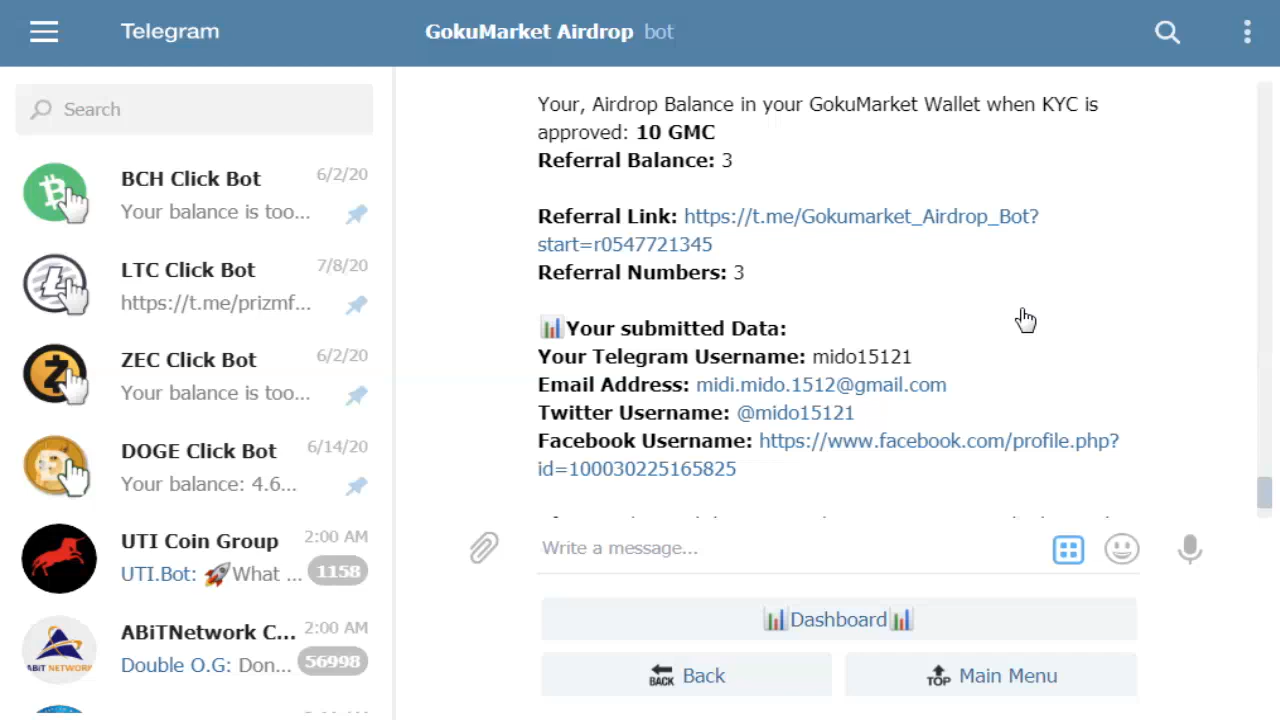 Telegram
GokuMarket Airdrop bot
Search
BCH Click Bot 6/2/20
Your balance is too...
LTC Click Bot 7/8/20
https://t.me/prizmf...
ZEC Click Bot 6/2/20
Your balance is too...
DOGE Click Bot 6/14/20
Your balance: 4.6...
UTI Coin Group 2:00 AM
UTI.Bot: 🚀What ... 1158
ABiTNetwork C... 2:00 AM
Double O.G: Don... 56998
ABiT NETWORK
Your, Airdrop Balance in your GokuMarket Wallet when KYC is
approved: 10 GMC
Referral Balance: 3
Referral Link: https://t.me/Gokumarket_Airdrop_Bot?
start=r0547721345
Referral Numbers: 3
📊Your submitted Data:
Your Telegram Username: mido15121
Email Address: midi.mido.1512@gmail.com
Twitter Username: @mido15121
Facebook Username: https://www.facebook.com/profile.php?
id=100030225165825
Write a message...
📊Dashboard📊
🔙 Back
🔝 Main Menu